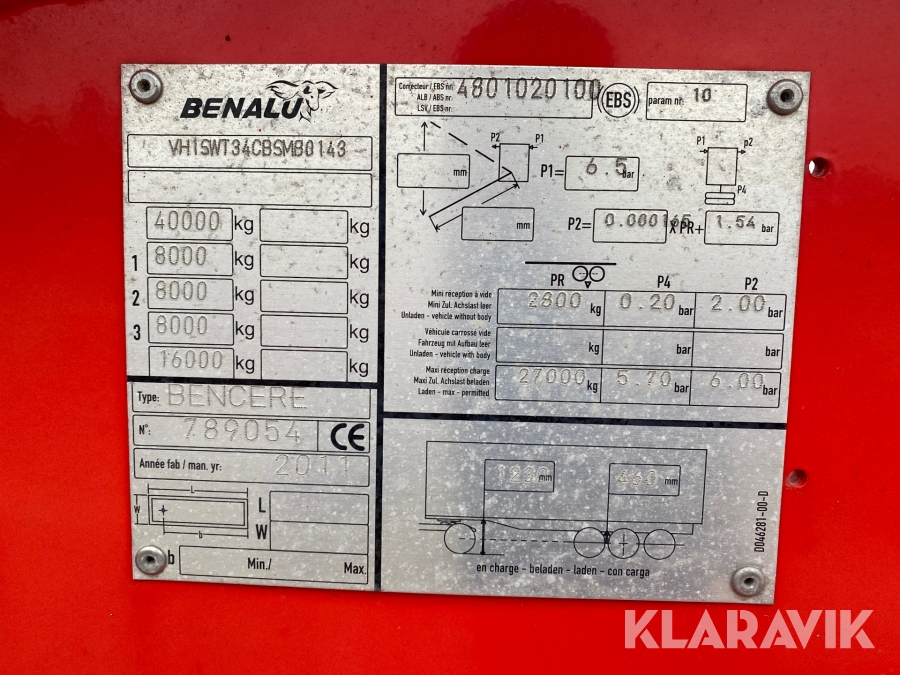 BENALU
VH1SWT34CBSMB0143
40000 kg kg
1 8000 kg kg
2 8000 kg kg
3 8000 kg kg
16000 kg kg
Type: BENCERE
N°: 789054 CE
Année fab / man. yr: 2011
L
W
b
L
W
b Min./ Max.
Correcteur / EBS nr: 4801020100 EBS param nr: 10
ALB / ABS nr:
LSV / EBS nr:
P2 P1
mm
mm
P1= 6.5 bar
P2= 0.000165 X PR+ 1.54 bar
P1 p2
P4
PR P4 P2
Mini réception à vide
Mini Zul. Achslast leer
Unladen - vehicle without body
2800 kg 0.20 bar 2.00 bar
Véhicule carrossé vide
Fahrzeug mit Aufbau leer
Unladen - vehicle with body
kg bar bar
Maxi réception charge
Maxi Zul. Achslast beladen
Laden - max - permitted
27000 kg 5.70 bar 6.00 bar
mm mm
en charge - beladen - laden - con carga
D046281-00-D
KLARAVIK